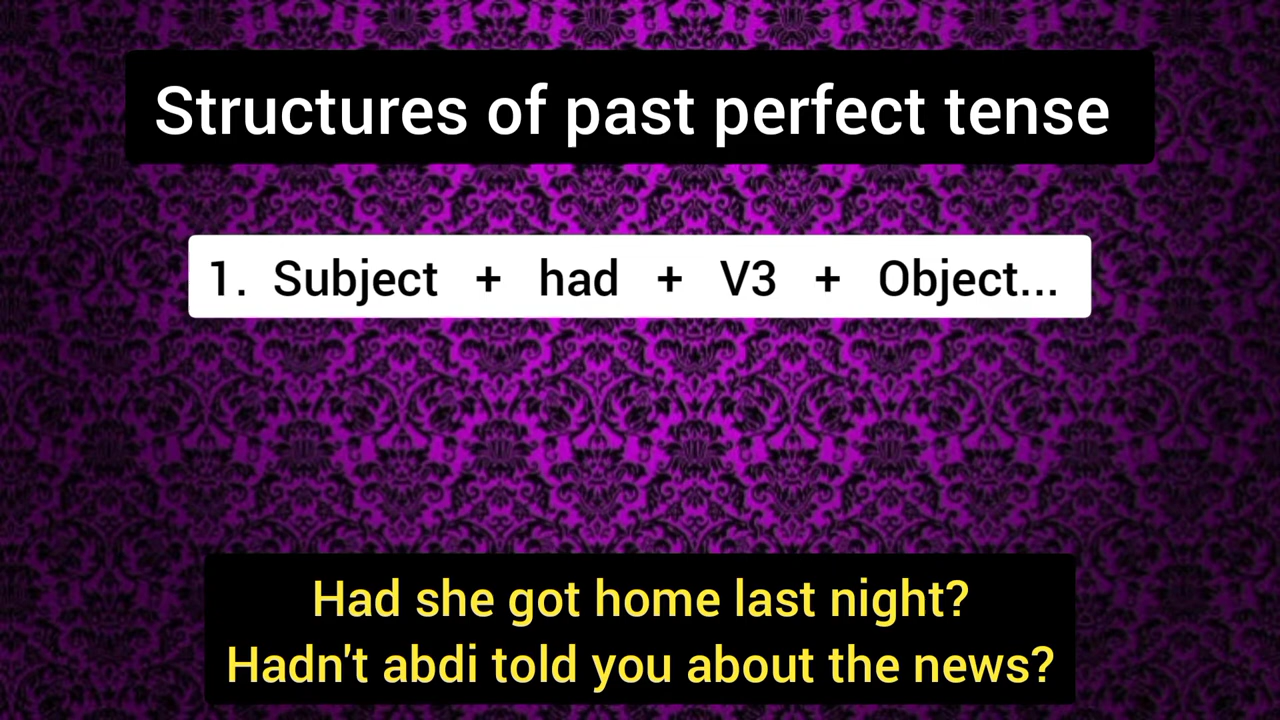 Structures of past perfect tense
1. Subject + had + V3 + Object...
Had she got home last night?
Hadn't abdi told you about the news?